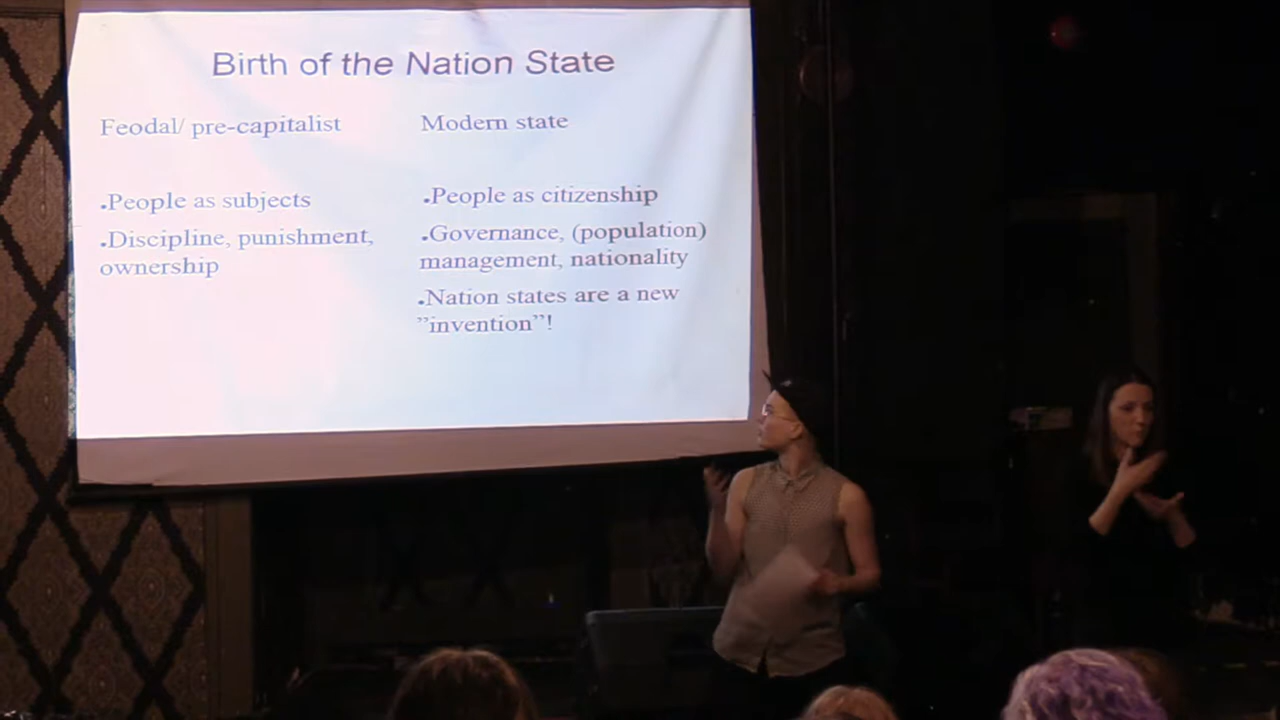 Birth of the Nation State
Feodal/ pre-capitalist
Modern state
.People as subjects
.Discipline, punishment,
ownership
.People as citizenship
.Governance, (population)
management, nationality
.Nation states are a new
”invention”!